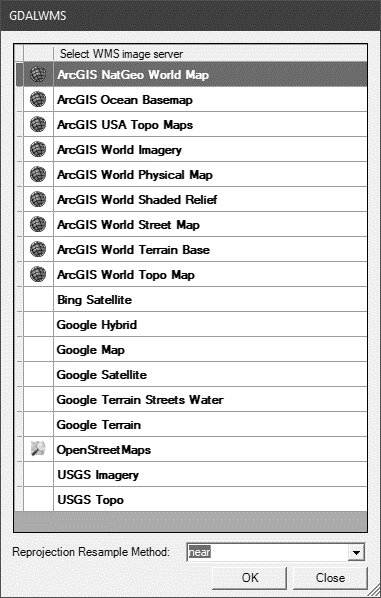 GDALWMS
Select WMS image server
ArcGIS NatGeo World Map
ArcGIS Ocean Basemap
ArcGIS USA Topo Maps
ArcGIS World Imagery
ArcGIS World Physical Map
ArcGIS World Shaded Relief
ArcGIS World Street Map
ArcGIS World Terrain Base
ArcGIS World Topo Map
Bing Satellite
Google Hybrid
Google Map
Google Satellite
Google Terrain Streets Water
Google Terrain
OpenStreetMaps
USGS Imagery
USGS Topo
Reprojection Resample Method: near
OK Close